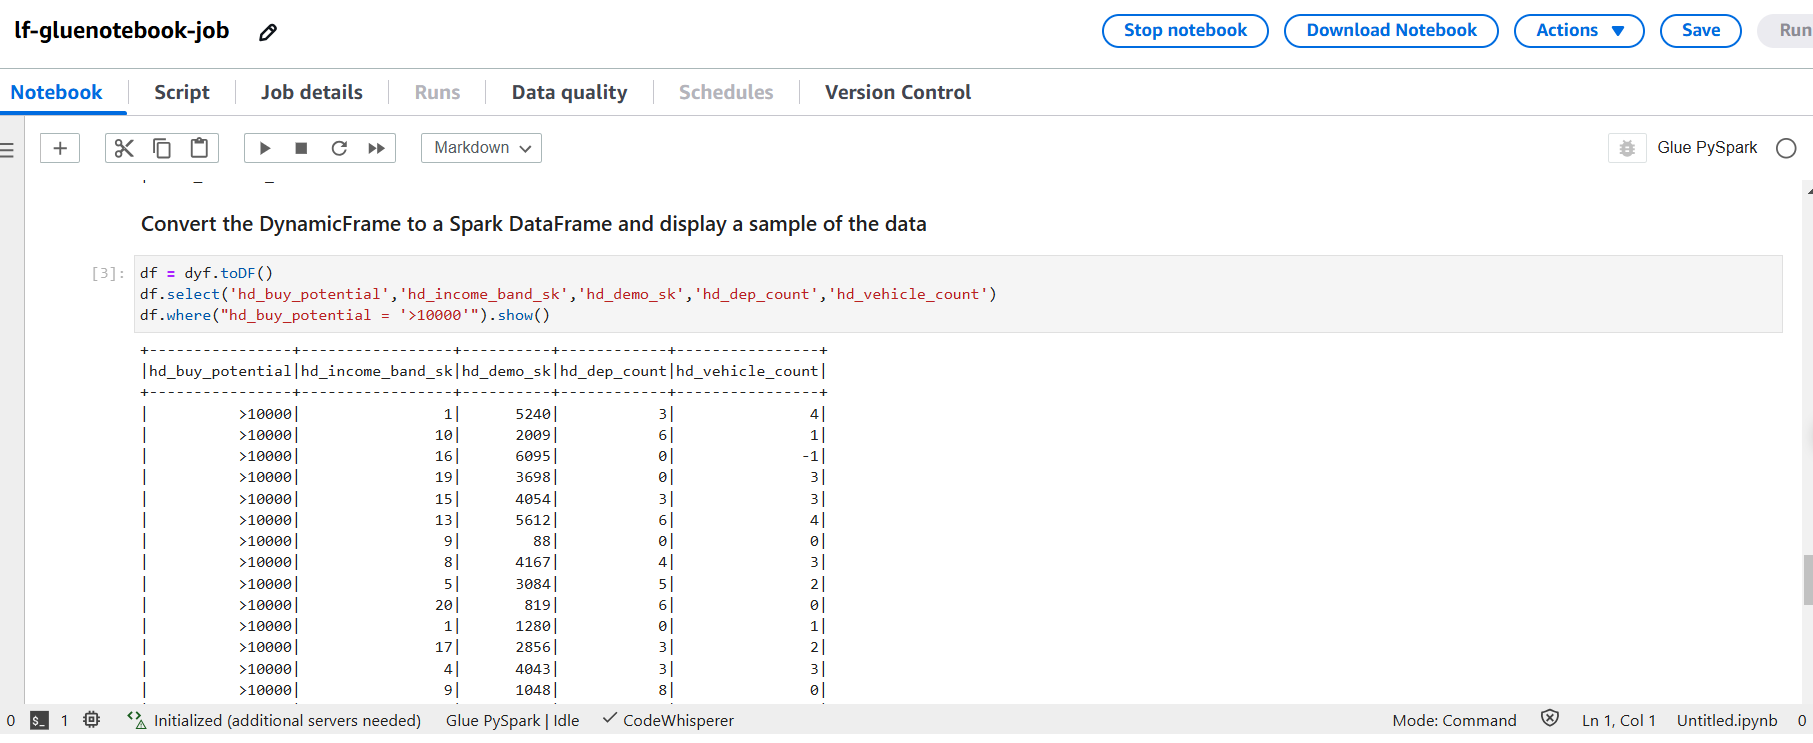 lf-gluenotebook-job
Stop notebook
Download Notebook
Actions
Save
Run
Notebook
Script
Job details
Runs
Data quality
Schedules
Version Control
Markdown
Glue PySpark
Convert the DynamicFrame to a Spark DataFrame and display a sample of the data
[3]:
df = dyf.toDF()
df.select('hd_buy_potential','hd_income_band_sk','hd_demo_sk','hd_dep_count','hd_vehicle_count')
df.where("hd_buy_potential = '>10000'").show()
+----------------+-----------------+----------+------------+----------------+
|hd_buy_potential|hd_income_band_sk|hd_demo_sk|hd_dep_count|hd_vehicle_count|
+----------------+-----------------+----------+------------+----------------+
|          >10000|                1|      5240|           3|               4|
|          >10000|               10|      2009|           6|               1|
|          >10000|               16|      6095|           0|              -1|
|          >10000|               19|      3698|           0|               3|
|          >10000|               15|      4054|           3|               3|
|          >10000|               13|      5612|           6|               4|
|          >10000|                9|        88|           0|               0|
|          >10000|                8|      4167|           4|               3|
|          >10000|                5|      3084|           5|               2|
|          >10000|               20|       819|           6|               0|
|          >10000|                1|      1280|           0|               1|
|          >10000|               17|      2856|           3|               2|
|          >10000|                4|      4043|           3|               3|
|          >10000|                9|      1048|           8|               0|
0 $_ 1 Initialized (additional servers needed) Glue PySpark | Idle CodeWhisperer Mode: Command Ln 1, Col 1 Untitled.ipynb 0